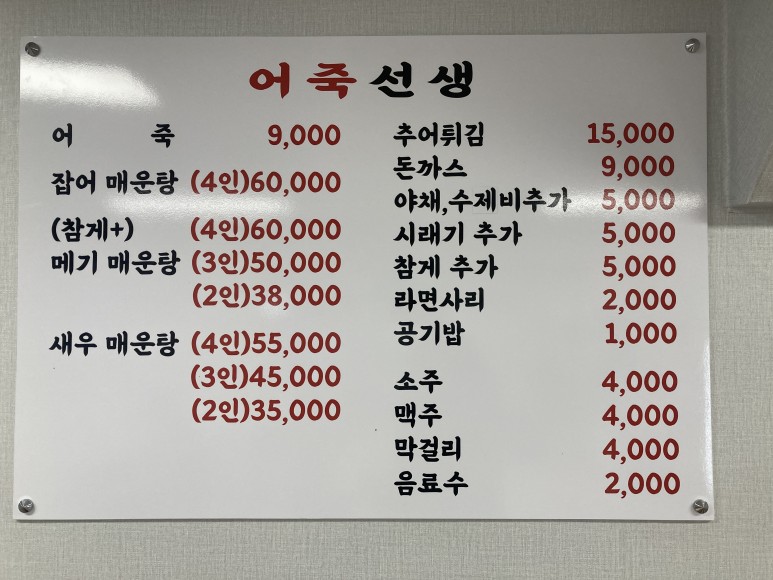 어죽선생
어 죽 9,000
잡어 매운탕 (4인)60,000
(참게+) (4인)60,000
메기 매운탕 (3인)50,000
(2인)38,000
새우 매운탕 (4인)55,000
(3인)45,000
(2인)35,000
추어튀김 15,000
돈까스 9,000
야채,수제비추가 5,000
시래기 추가 5,000
참게 추가 5,000
라면사리 2,000
공기밥 1,000
소주 4,000
맥주 4,000
막걸리 4,000
음료수 2,000